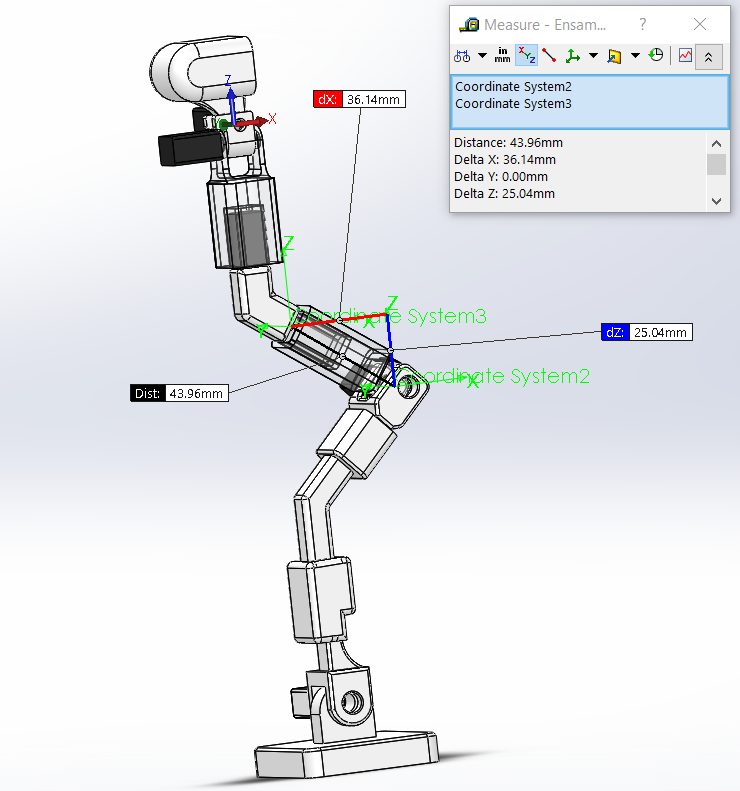 Measure - Ensam...
?
in
mm
X Y Z
Coordinate System2
Coordinate System3
Distance: 43.96mm
Delta X: 36.14mm
Delta Y: 0.00mm
Delta Z: 25.04mm
dX: 36.14mm
Z
X
Z
Z
Coordinate System3
X
Y
dZ: 25.04mm
Coordinate System2
X
Y
Dist: 43.96mm